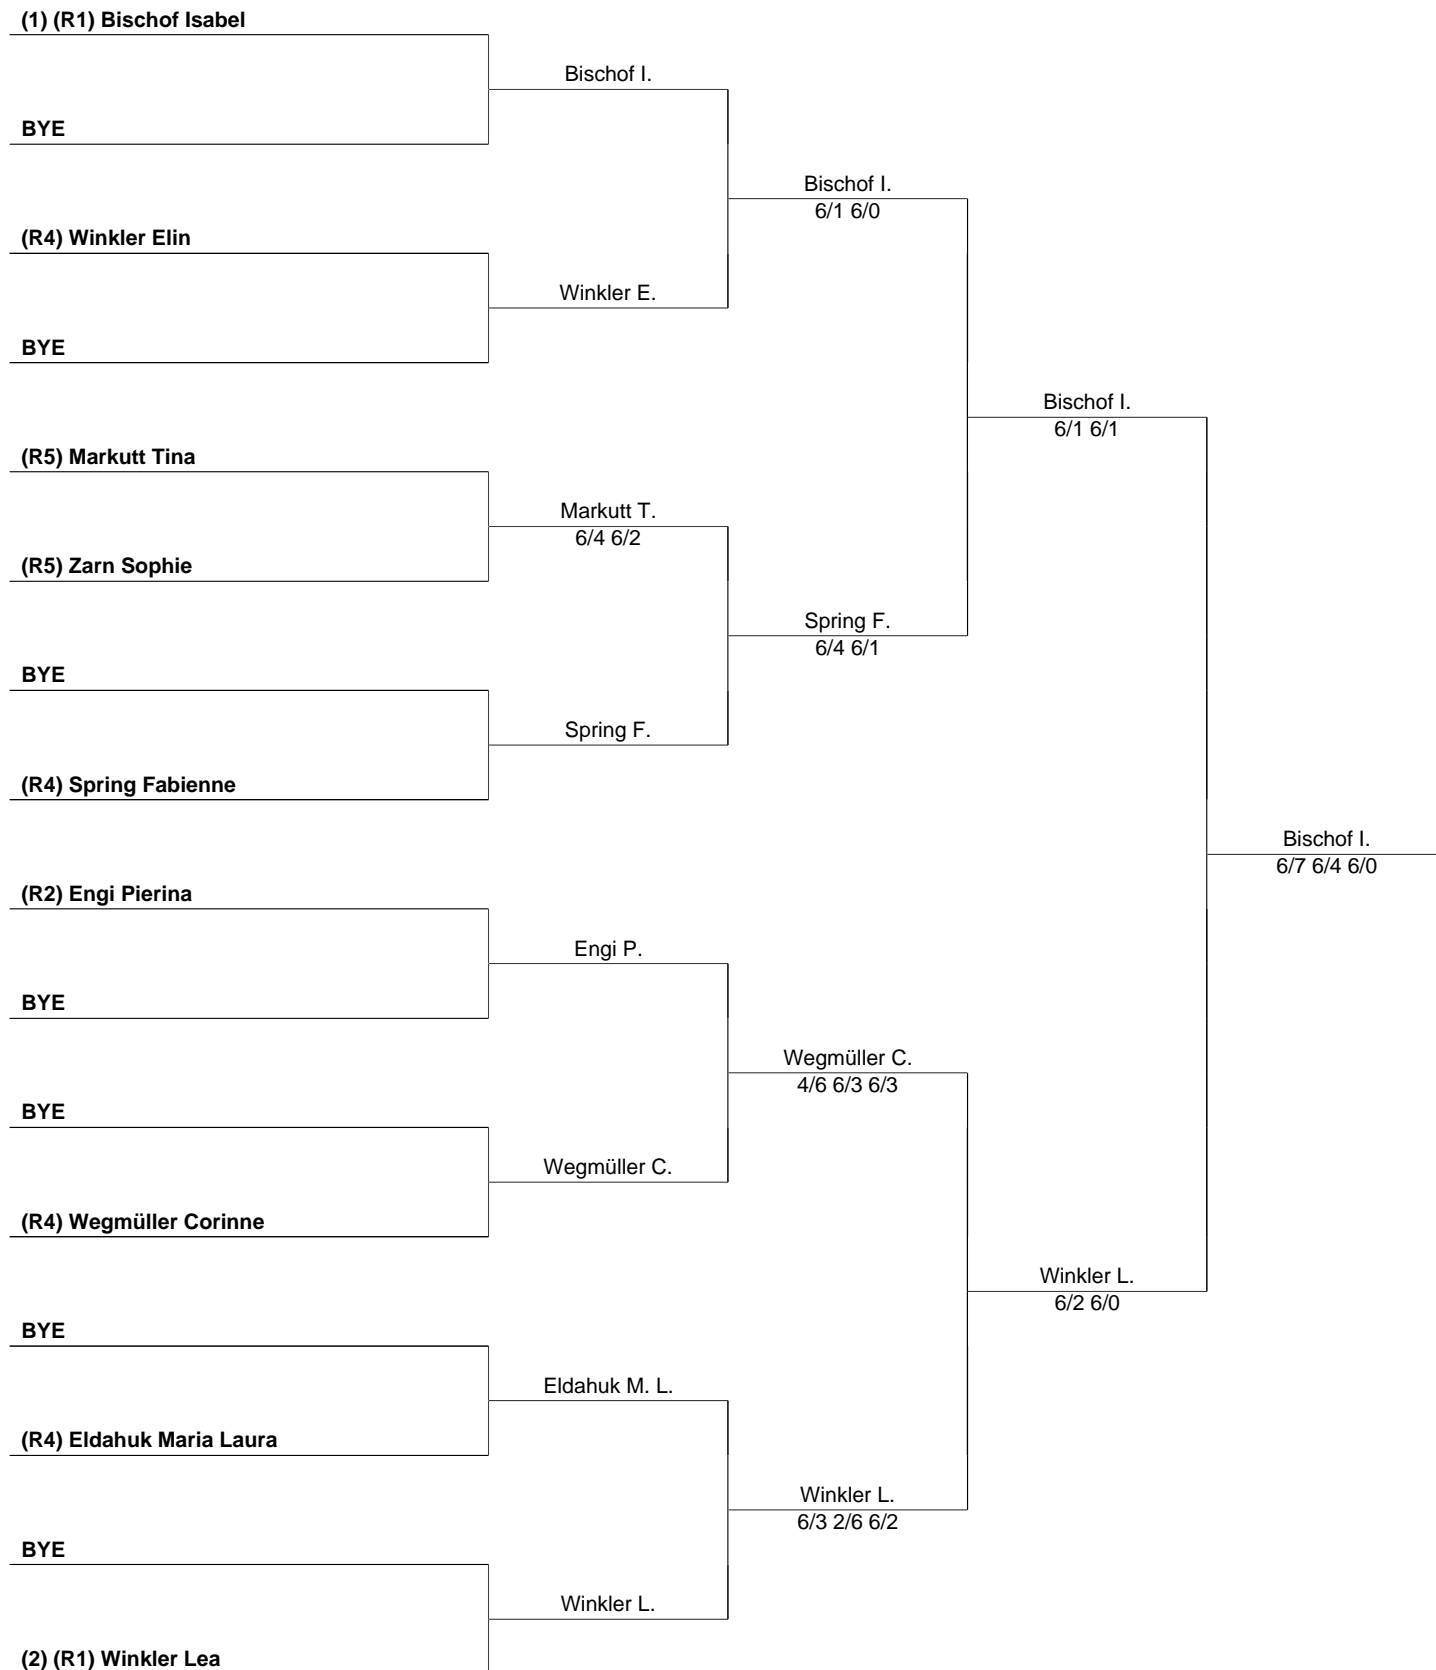 (1) (R1) Bischof Isabel
Bischof I.
BYE
Bischof I.
6/1 6/0
(R4) Winkler Elin
Winkler E.
BYE
Bischof I.
6/1 6/1
(R5) Markutt Tina
Markutt T.
6/4 6/2
(R5) Zarn Sophie
Spring F.
6/4 6/1
BYE
Spring F.
(R4) Spring Fabienne
Bischof I.
6/7 6/4 6/0
(R2) Engi Pierina
Engi P.
BYE
Wegmüller C.
4/6 6/3 6/3
BYE
Wegmüller C.
(R4) Wegmüller Corinne
Winkler L.
6/2 6/0
BYE
Eldahuk M. L.
(R4) Eldahuk Maria Laura
Winkler L.
6/3 2/6 6/2
BYE
Winkler L.
(2) (R1) Winkler Lea